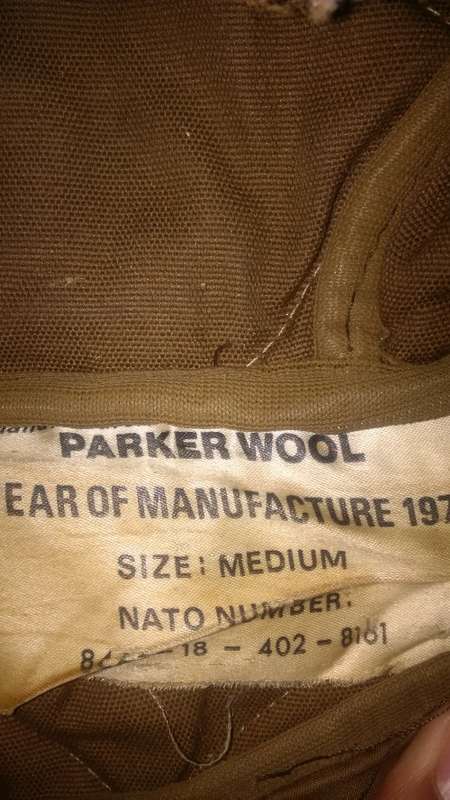 PARKER WOOL
EAR OF MANUFACTURE 197
SIZE: MEDIUM
NATO NUMBER:
18 - 402 - 8161